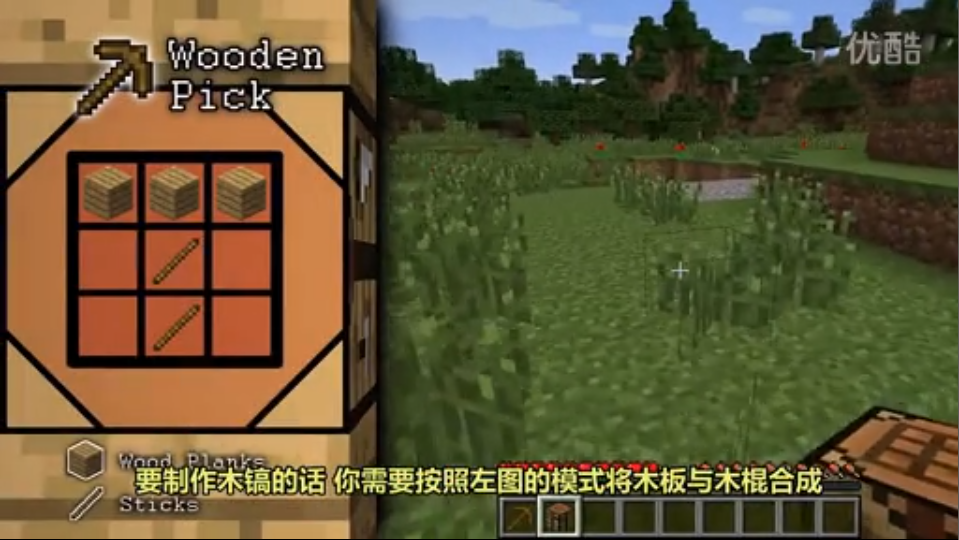 Wooden
Pick
优酷
Wood Planks
要制作木镐的话 你需要按照左图的模式将木板与木棍合成
Sticks